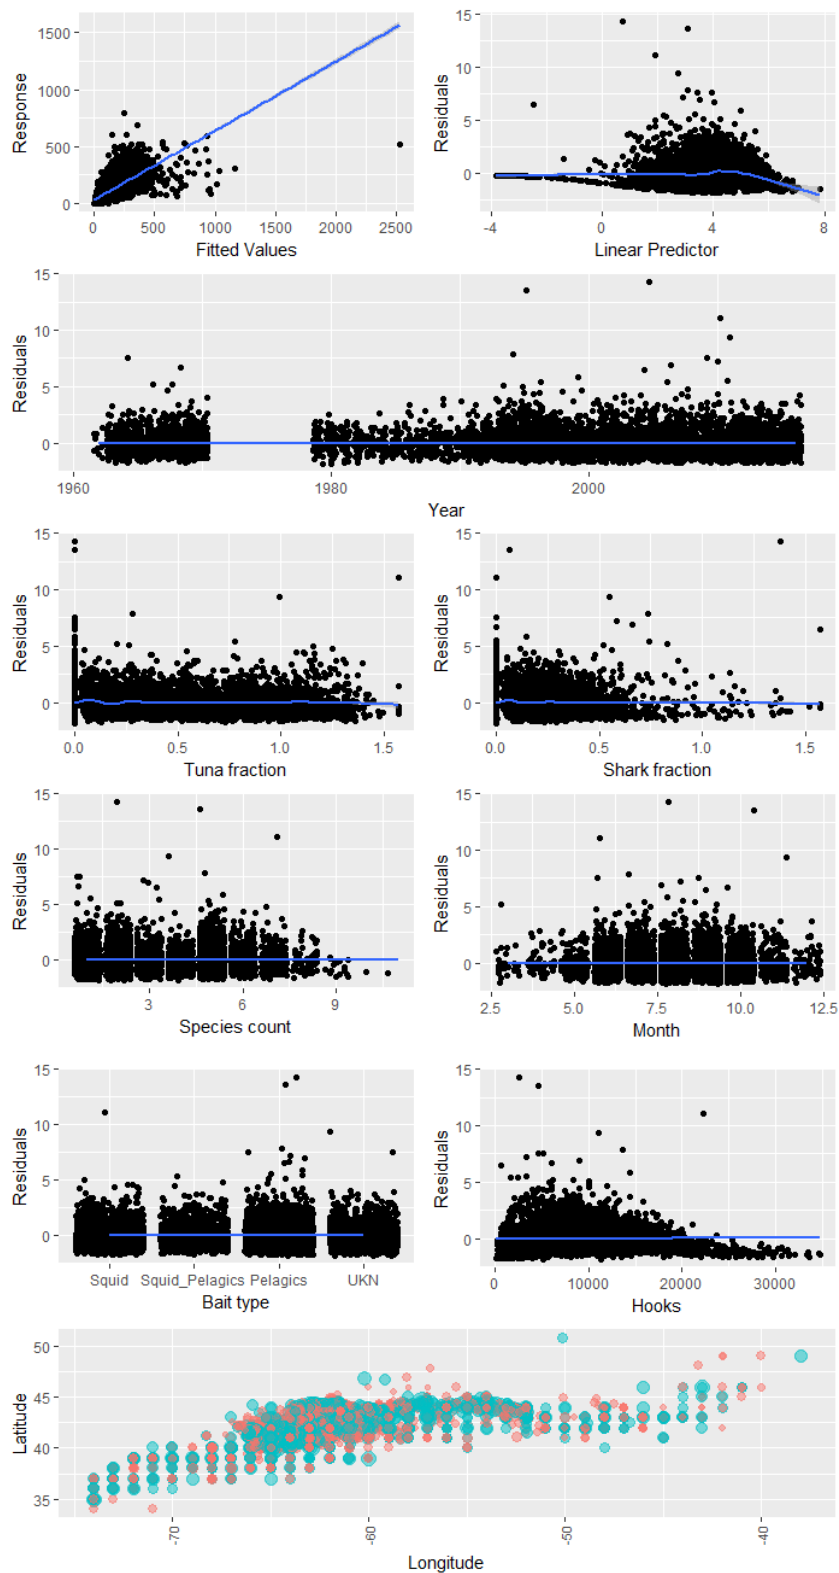 1500
1000
500
0
Response
0 500 1000 1500 2000 2500
Fitted Values
15
10
5
0
Residuals
-4 0 4 8
Linear Predictor
15
10
5
0
Residuals
1960 1980 2000
Year
15
10
5
0
Residuals
0.0 0.5 1.0 1.5
Tuna fraction
15
10
5
0
Residuals
0.0 0.5 1.0 1.5
Shark fraction
15
10
5
0
Residuals
3 6 9
Species count
15
10
5
0
Residuals
2.5 5.0 7.5 10.0 12.5
Month
15
10
5
0
Residuals
Squid Squid_Pelagics Pelagics UKN
Bait type
15
10
5
0
Residuals
0 10000 20000 30000
Hooks
50
45
40
35
Latitude
-70 -60 -50 -40
Longitude